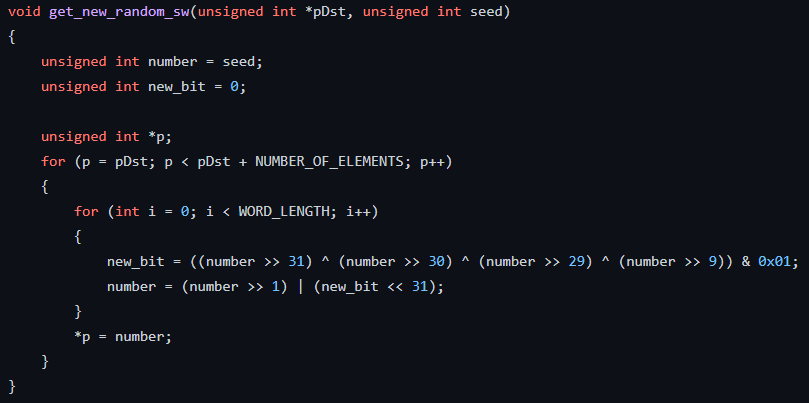 void get_new_random_sw(unsigned int *pDst, unsigned int seed)
{
    unsigned int number = seed;
    unsigned int new_bit = 0;

    unsigned int *p;
    for (p = pDst; p < pDst + NUMBER_OF_ELEMENTS; p++)
    {
        for (int i = 0; i < WORD_LENGTH; i++)
        {
            new_bit = ((number >> 31) ^ (number >> 30) ^ (number >> 29) ^ (number >> 9)) & 0x01;
            number = (number >> 1) | (new_bit << 31);
        }
        *p = number;
    }
}